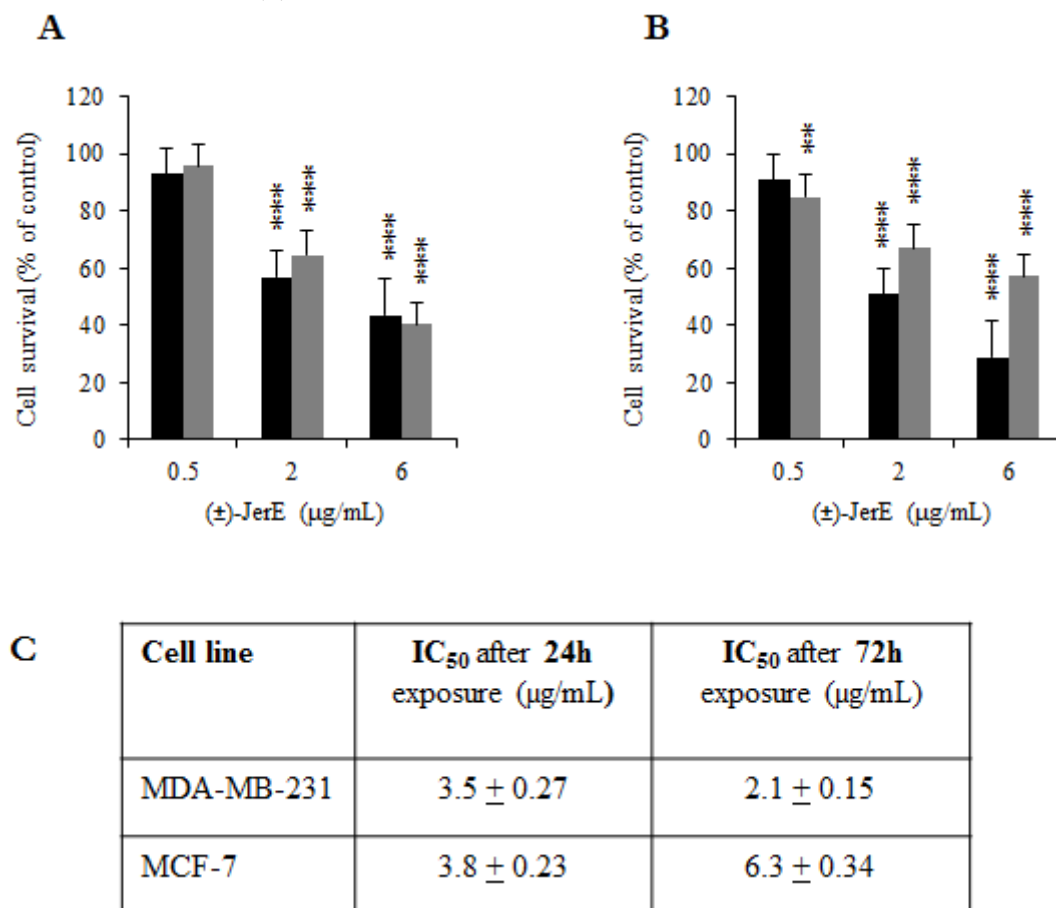 A
B
120
100
80
60
40
20
0
Cell survival (% of control)
***
***
***
***
0.5 2 6
(±)-JerE (µg/mL)
120
100
80
60
40
20
0
Cell survival (% of control)
**
***
***
***
***
0.5 2 6
(±)-JerE (µg/mL)
C
Cell line
IC50 after 24h
exposure (µg/mL)
IC50 after 72h
exposure (µg/mL)
MDA-MB-231 3.5 ± 0.27 2.1 ± 0.15
MCF-7 3.8 ± 0.23 6.3 ± 0.34